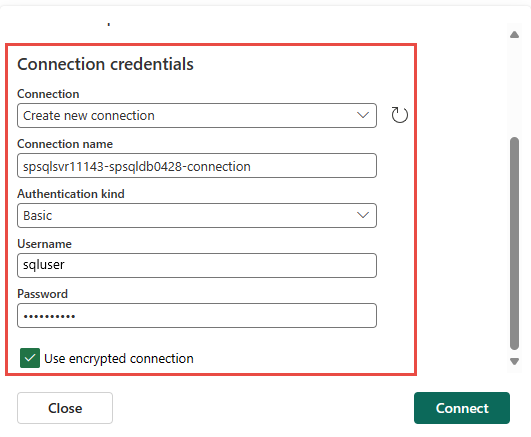 Connection credentials
Connection
Create new connection
Connection name
spsqlsvr11143-spsqldb0428-connection
Authentication kind
Basic
Username
sqluser
Password
••••••••••
Use encrypted connection
Close
Connect